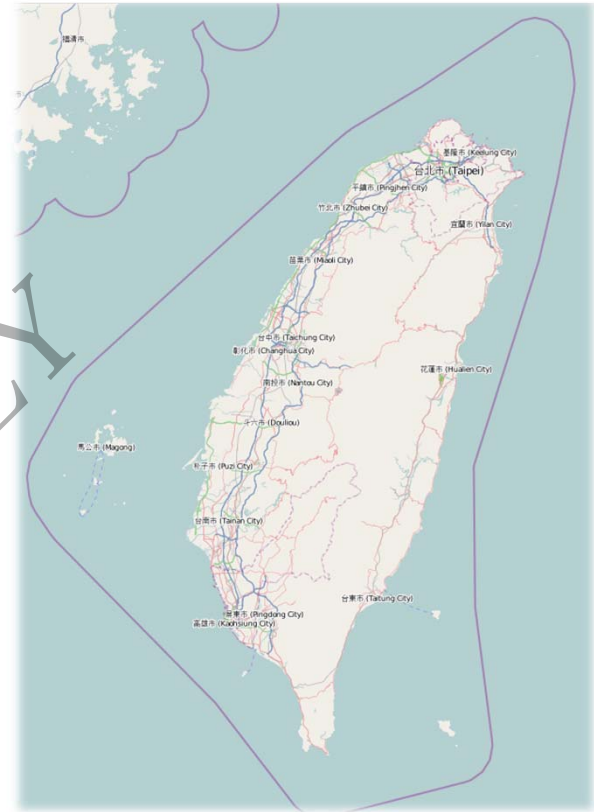 福清市
基隆市 (Keelung City)
台北市 (Taipei)
平鎮市 (Pingjhen City)
竹北市 (Zhubei City)
宜蘭市 (Yilan City)
苗栗市 (Miaoli City)
台中市 (Taichung City)
彰化市 (Changhua City)
花蓮市 (Hualien City)
南投市 (Nantou City)
斗六市 (Douliou)
馬公市 (Magong)
朴子市 (Puzi City)
台南市 (Tainan City)
台東市 (Taitung City)
屏東市 (Pingdong City)
高雄市 (Kaohsiung City)